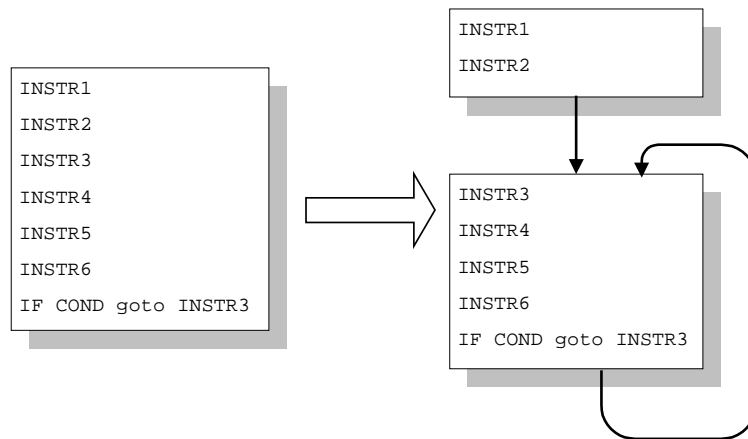 INSTR1
INSTR2
INSTR3
INSTR4
INSTR5
INSTR6
IF COND goto INSTR3
INSTR1
INSTR2
INSTR3
INSTR4
INSTR5
INSTR6
IF COND goto INSTR3